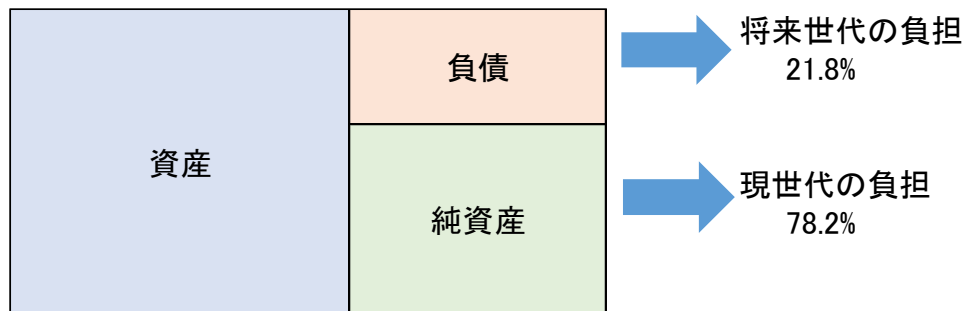 資産
負債
純資産
将来世代の負担
21.8%
現世代の負担
78.2%